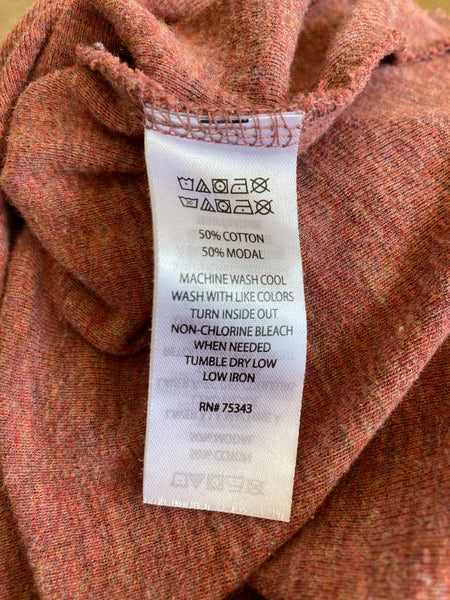 50% COTTON
50% MODAL
MACHINE WASH COOL
WASH WITH LIKE COLORS
TURN INSIDE OUT
NON-CHLORINE BLEACH
WHEN NEEDED
TUMBLE DRY LOW
LOW IRON
RN# 75343